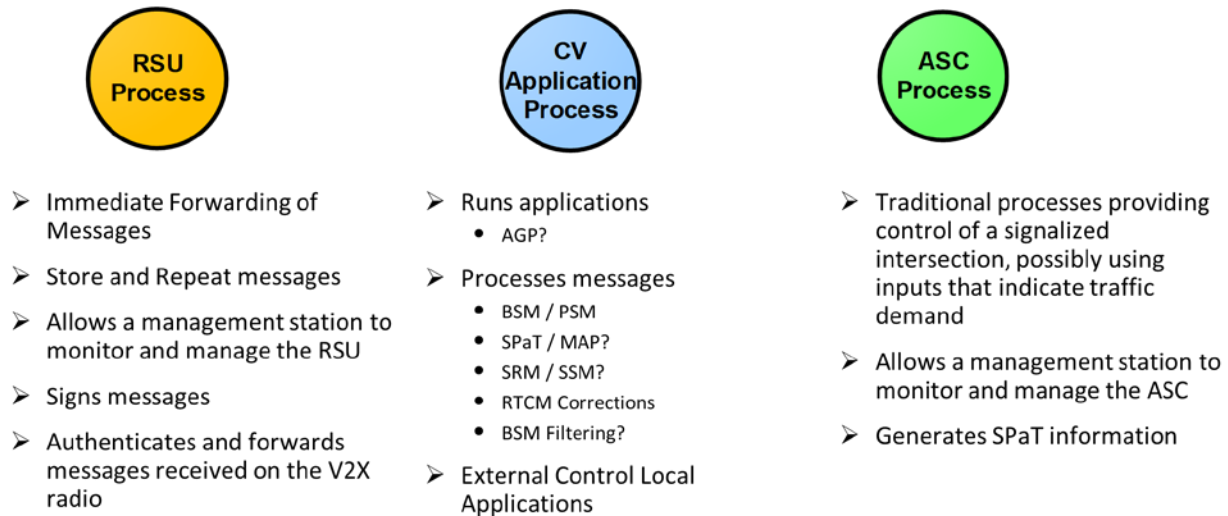 RSU
Process
➢ Immediate Forwarding of
Messages
➢ Store and Repeat messages
➢ Allows a management station to
monitor and manage the RSU
➢ Signs messages
➢ Authenticates and forwards
messages received on the V2X
radio
CV
Application
Process
➢ Runs applications
• AGP?
➢ Processes messages
• BSM / PSM
• SPaT / MAP?
• SRM / SSM?
• RTCM Corrections
• BSM Filtering?
➢ External Control Local
Applications
ASC
Process
➢ Traditional processes providing
control of a signalized
intersection, possibly using
inputs that indicate traffic
demand
➢ Allows a management station to
monitor and manage the ASC
➢ Generates SPaT information